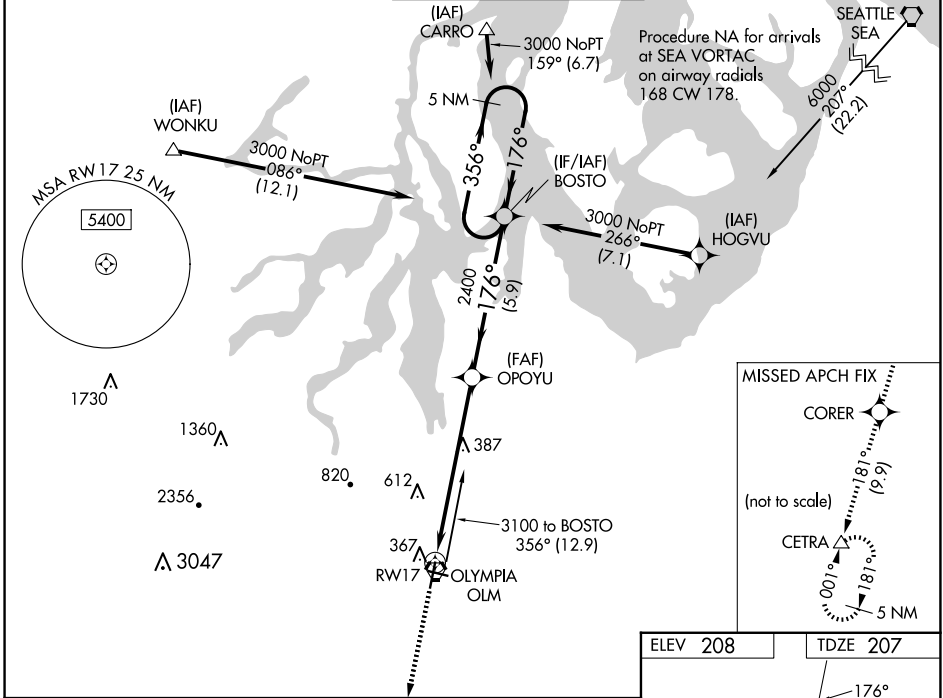 (IAF)
CARRO
3000 NoPT
159° (6.7)
5 NM
Procedure NA for arrivals
at SEA VORTAC
on airway radials
168 CW 178.
SEATTLE
SEA
6000
207°
(22.2)
(IAF)
WONKU
3000 NoPT
086°
(12.1)
356°
176°
(IF/IAF)
BOSTO
3000 NoPT
266°
(7.1)
(IAF)
HOGVU
MSA RW17 25 NM
5400
2400
176°
(5.9)
(FAF)
OPOYU
1730
1360
2356
3047
820
612
387
367
3100 to BOSTO
356° (12.9)
RW17
OLYMPIA
OLM
MISSED APCH FIX
CORER
181°
(9.9)
(not to scale)
CETRA
001°
181°
5 NM
ELEV 208
TDZE 207
176°